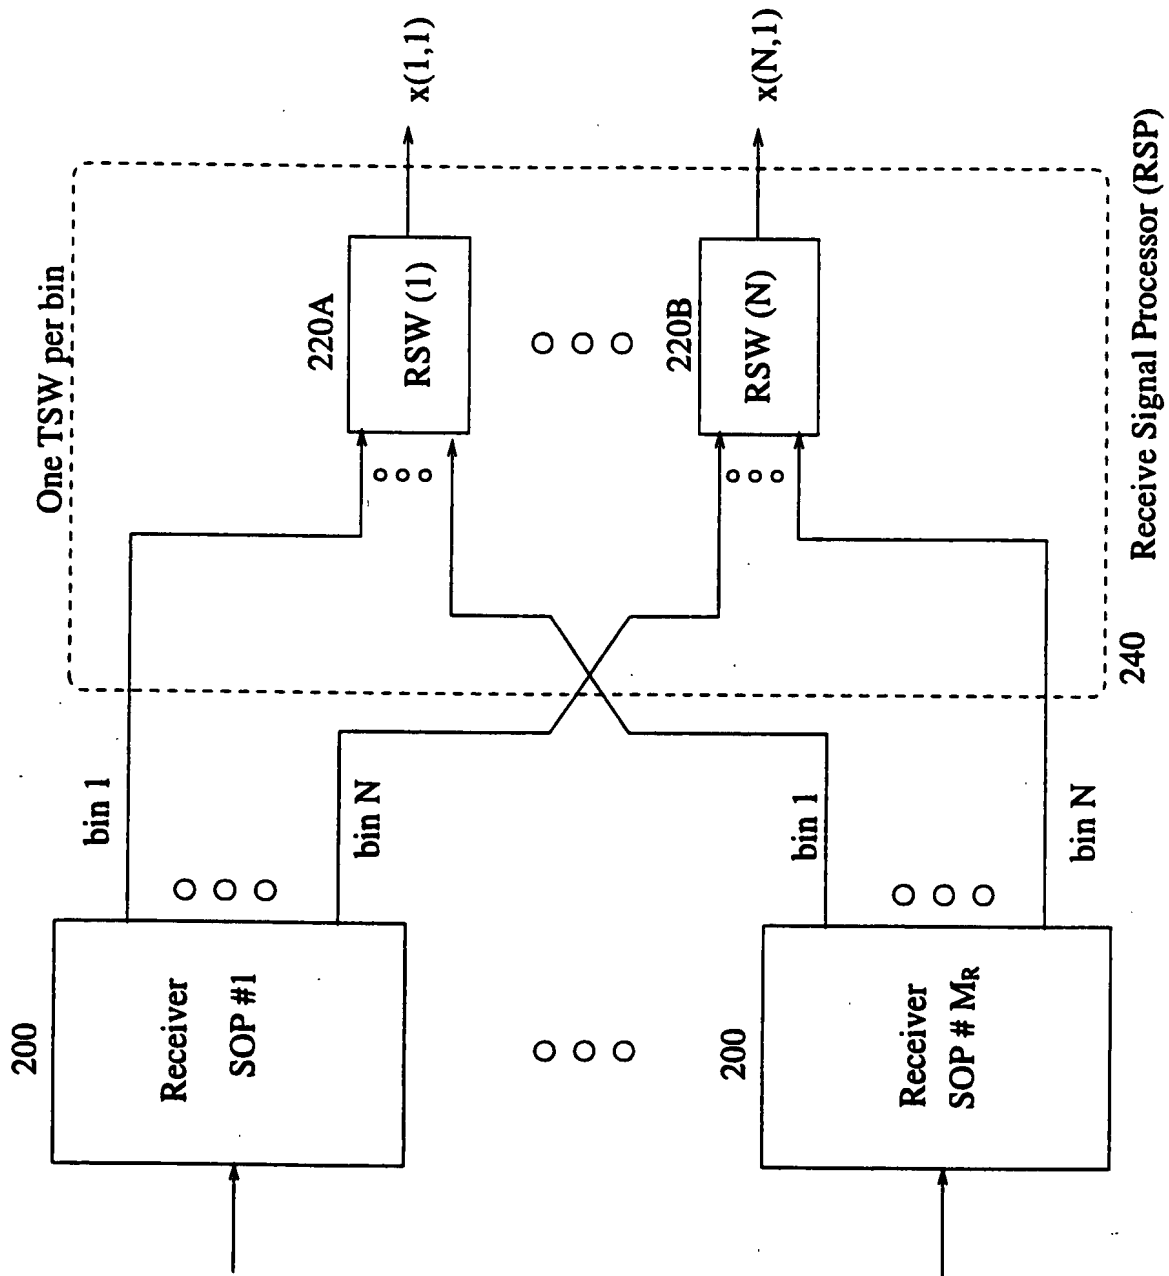 200
Receiver
SOP #1
bin 1
bin N
One TSW per bin
220A
RSW (1)
x(1,1)
200
Receiver
SOP # MR
bin 1
bin N
220B
RSW (N)
x(N,1)
240
Receive Signal Processor (RSP)